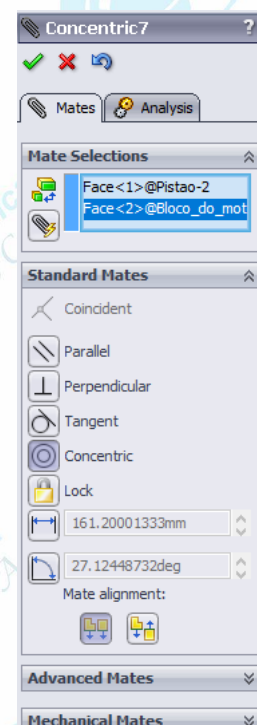 Concentric7
?
Mates
Analysis
Mate Selections
Face<1>@Pistao-2
Face<2>@Bloco_do_mot
Standard Mates
Coincident
Parallel
Perpendicular
Tangent
Concentric
Lock
161.20001333mm
27.12448732deg
Mate alignment:
Advanced Mates
Mechanical Mates